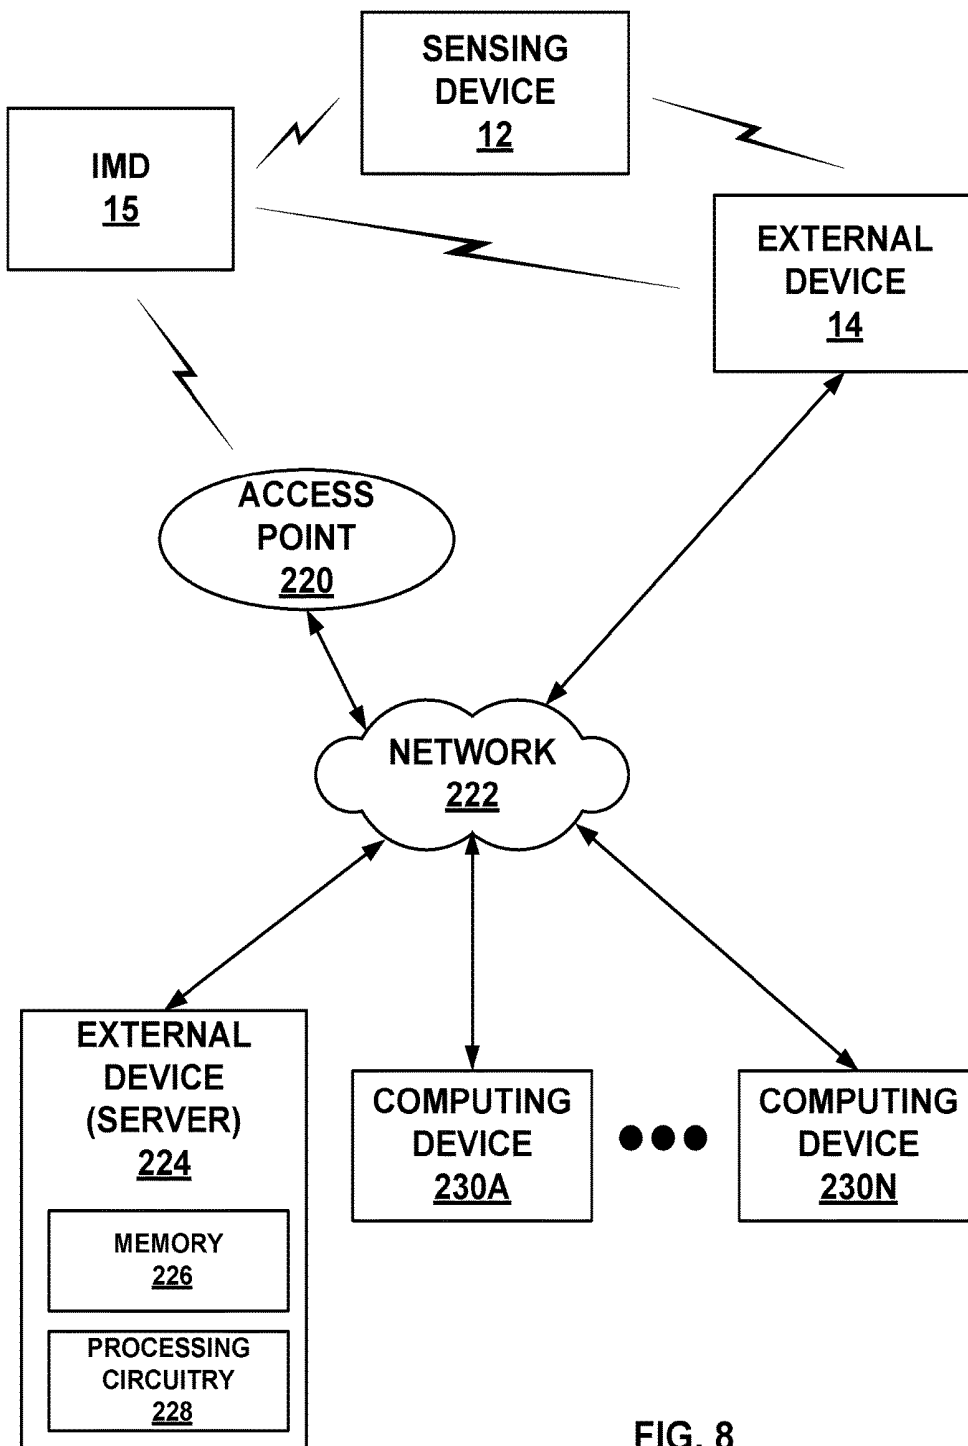 SENSING
DEVICE
12
IMD
15
EXTERNAL
DEVICE
14
ACCESS
POINT
220
NETWORK
222
EXTERNAL
DEVICE
(SERVER)
224
MEMORY
226
PROCESSING
CIRCUITRY
228
COMPUTING
DEVICE
230A
COMPUTING
DEVICE
230N
FIG. 8